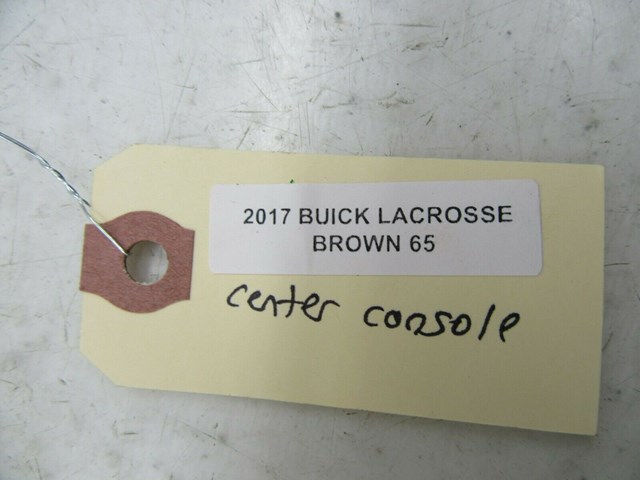 2017 BUICK LACROSSE
BROWN 65
center console